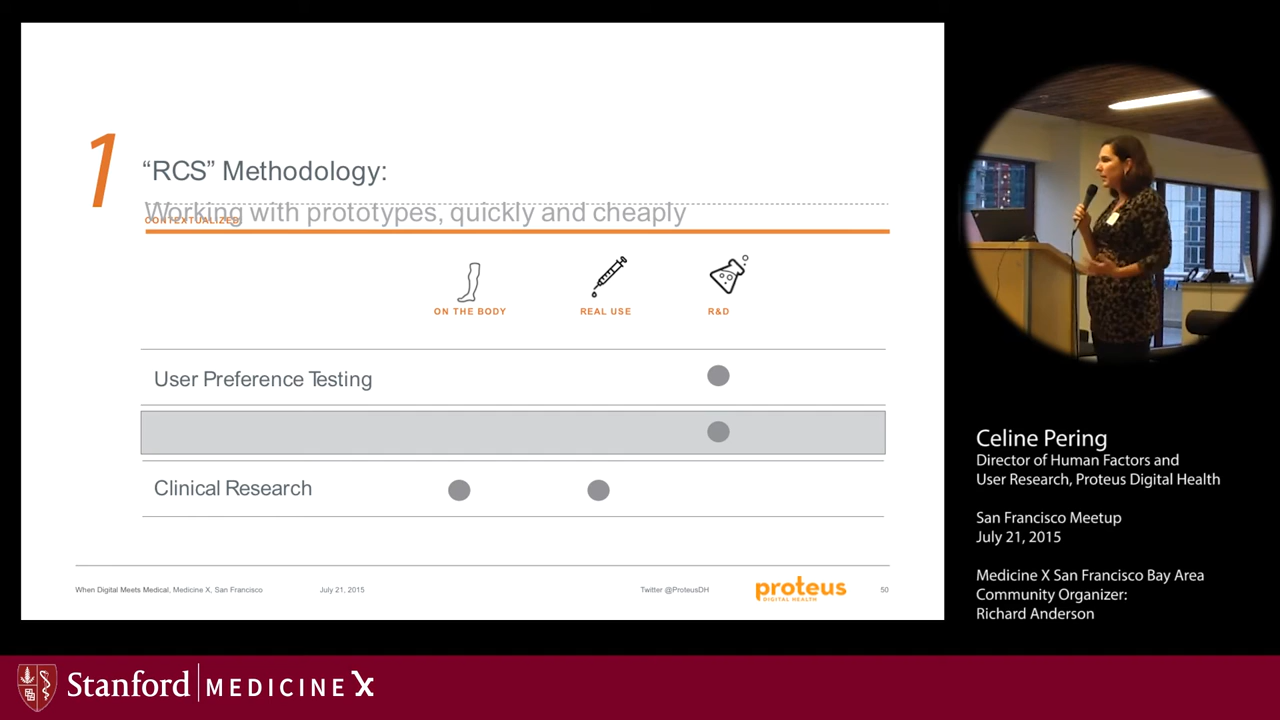 1
“RCS” Methodology:
Working with prototypes, quickly and cheaply
CONTEXTUALIZED
ON THE BODY
REAL USE
R&D
User Preference Testing
Clinical Research
When Digital Meets Medical, Medicine X, San Francisco
July 21, 2015
Twitter @ProteusDH
proteus
DIGITAL HEALTH
50
Celine Pering
Director of Human Factors and
User Research, Proteus Digital Health
San Francisco Meetup
July 21, 2015
Medicine X San Francisco Bay Area
Community Organizer:
Richard Anderson
Stanford MEDICINE X